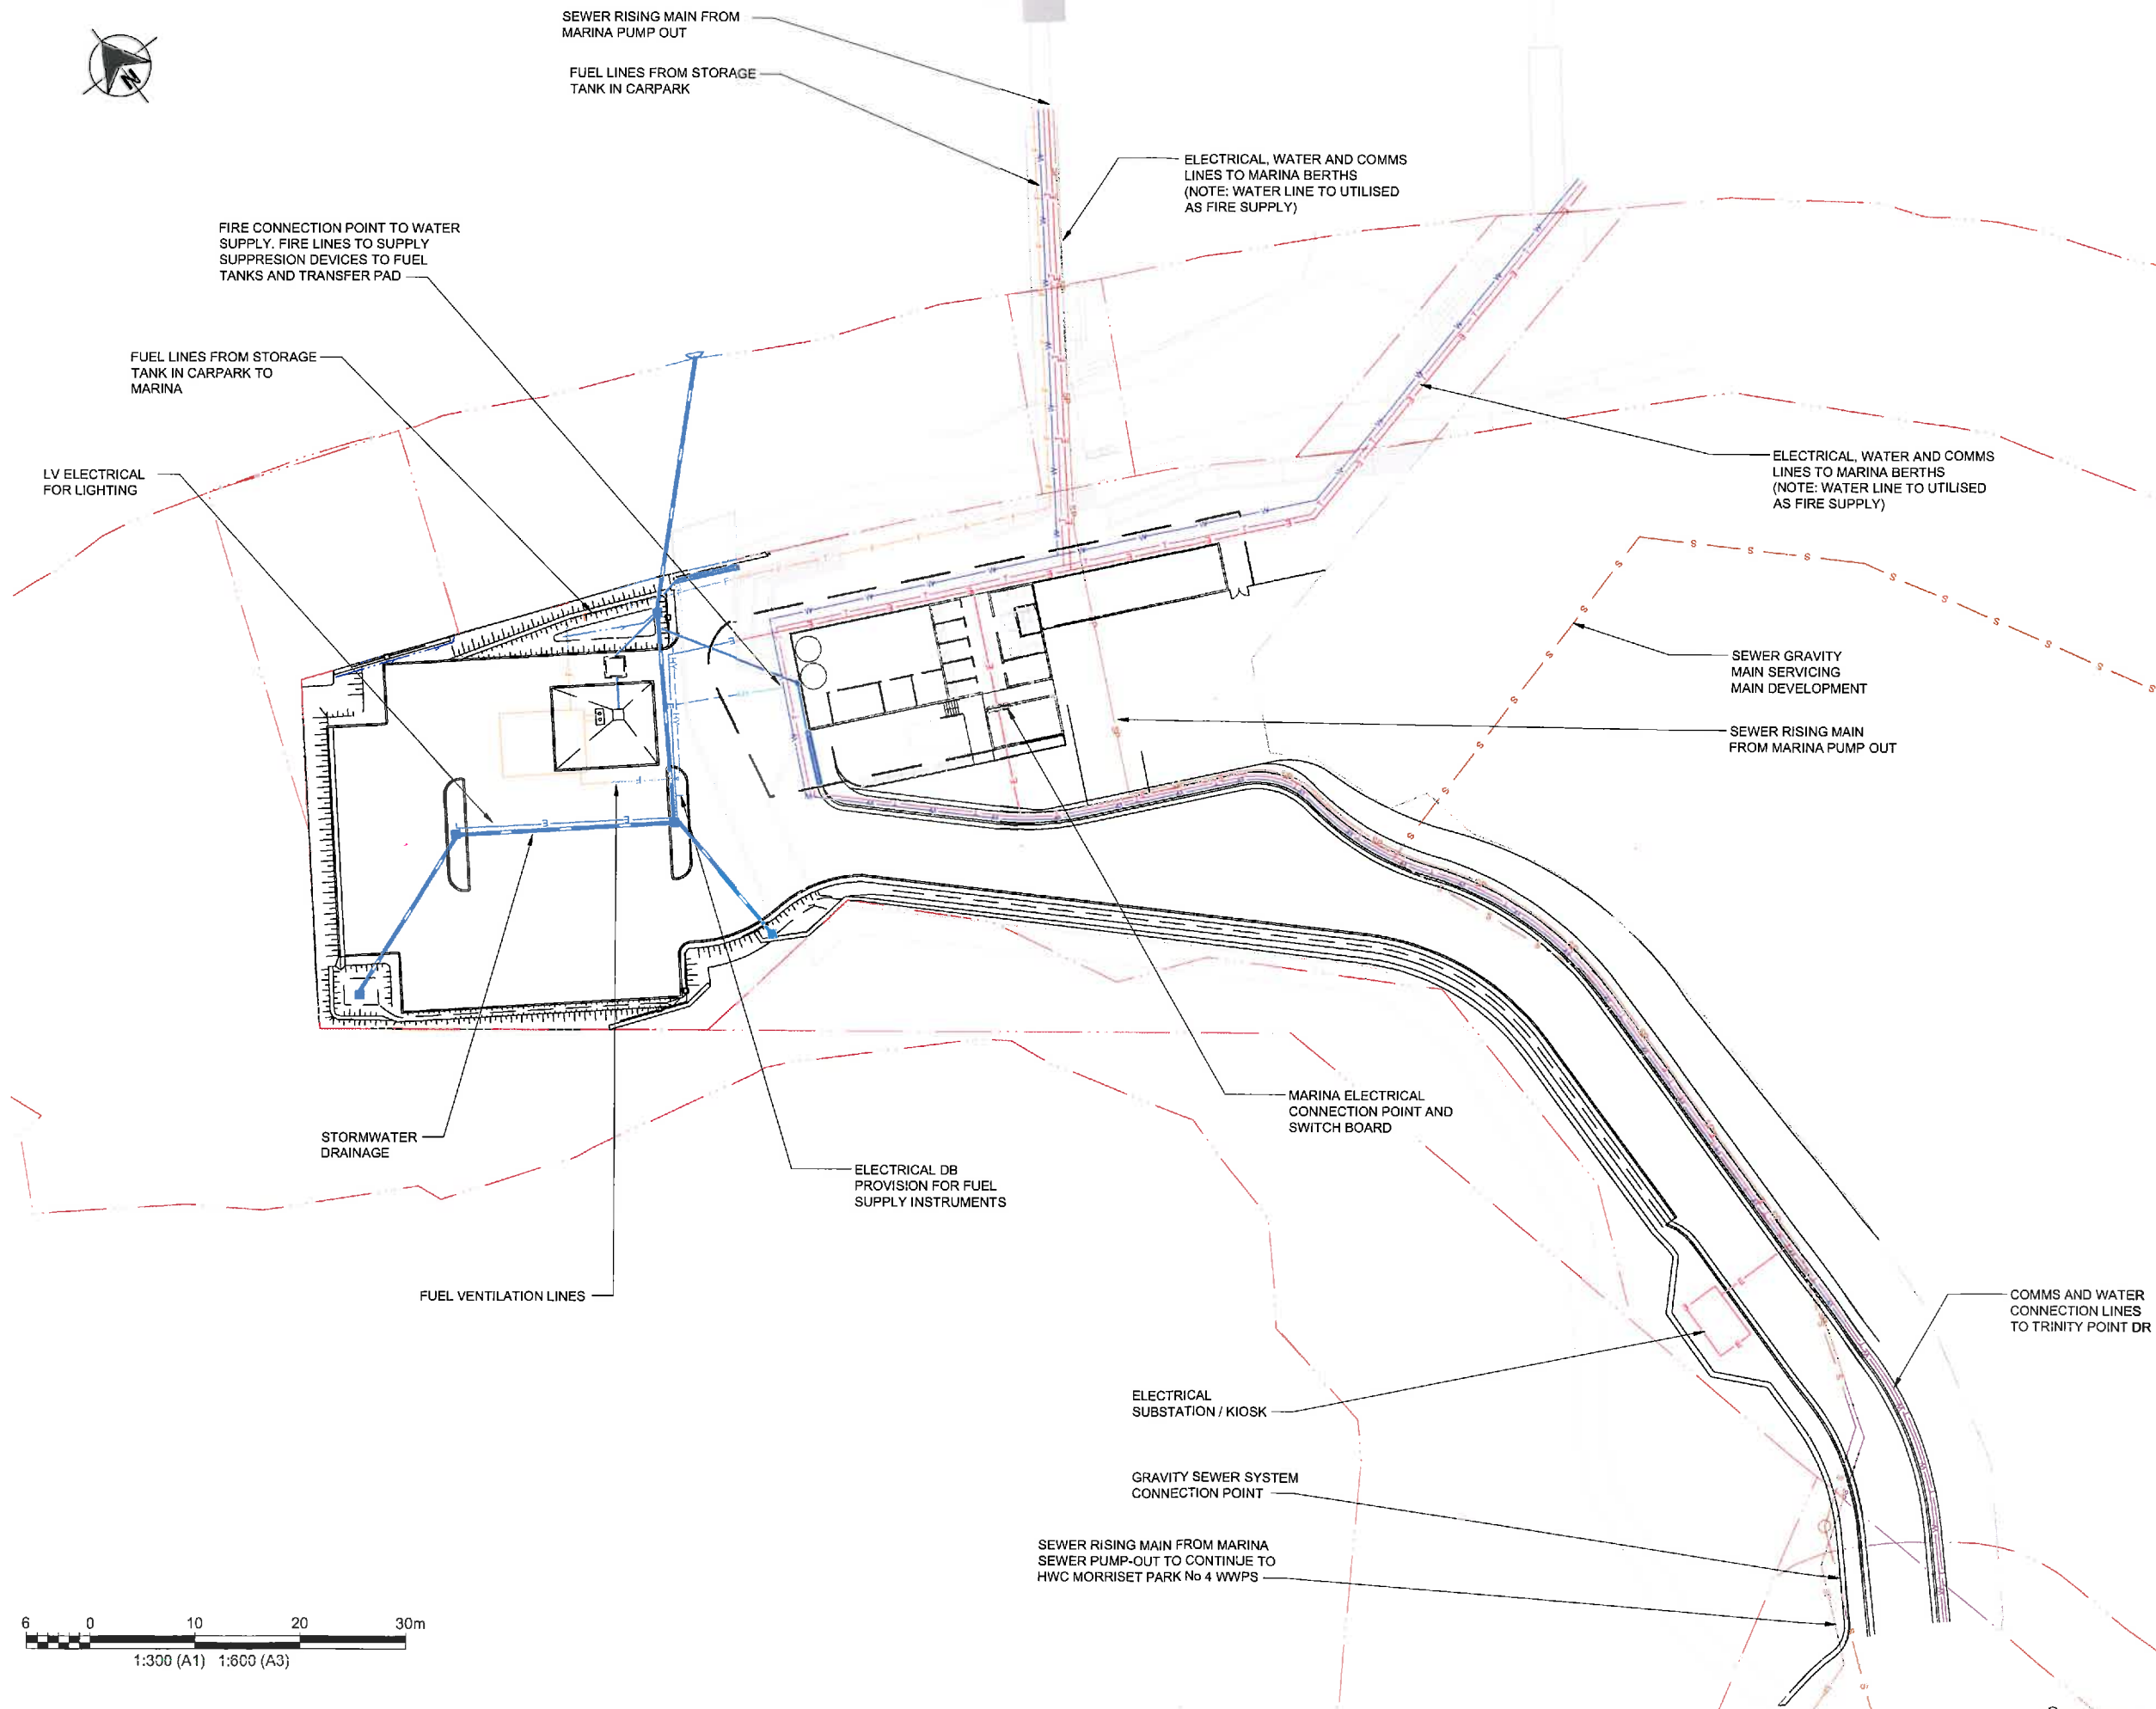 SEWER RISING MAIN FROM
MARINA PUMP OUT
FUEL LINES FROM STORAGE
TANK IN CARPARK
N
ELECTRICAL, WATER AND COMMS
LINES TO MARINA BERTHS
(NOTE: WATER LINE TO UTILISED
AS FIRE SUPPLY)
FIRE CONNECTION POINT TO WATER
SUPPLY. FIRE LINES TO SUPPLY
SUPPRESION DEVICES TO FUEL
TANKS AND TRANSFER PAD
FUEL LINES FROM STORAGE
TANK IN CARPARK TO
MARINA
LV ELECTRICAL
FOR LIGHTING
ELECTRICAL, WATER AND COMMS
LINES TO MARINA BERTHS
(NOTE: WATER LINE TO UTILISED
AS FIRE SUPPLY)
SEWER GRAVITY
MAIN SERVICING
MAIN DEVELOPMENT
SEWER RISING MAIN
FROM MARINA PUMP OUT
MARINA ELECTRICAL
CONNECTION POINT AND
SWITCH BOARD
STORMWATER
DRAINAGE
ELECTRICAL DB
PROVISION FOR FUEL
SUPPLY INSTRUMENTS
FUEL VENTILATION LINES
COMMS AND WATER
CONNECTION LINES
TO TRINITY POINT DR
ELECTRICAL
SUBSTATION / KIOSK
GRAVITY SEWER SYSTEM
CONNECTION POINT
SEWER RISING MAIN FROM MARINA
SEWER PUMP-OUT TO CONTINUE TO
HWC MORRISET PARK No 4 WWPS
6 0 10 20 30m
1:300 (A1) 1:600 (A3)